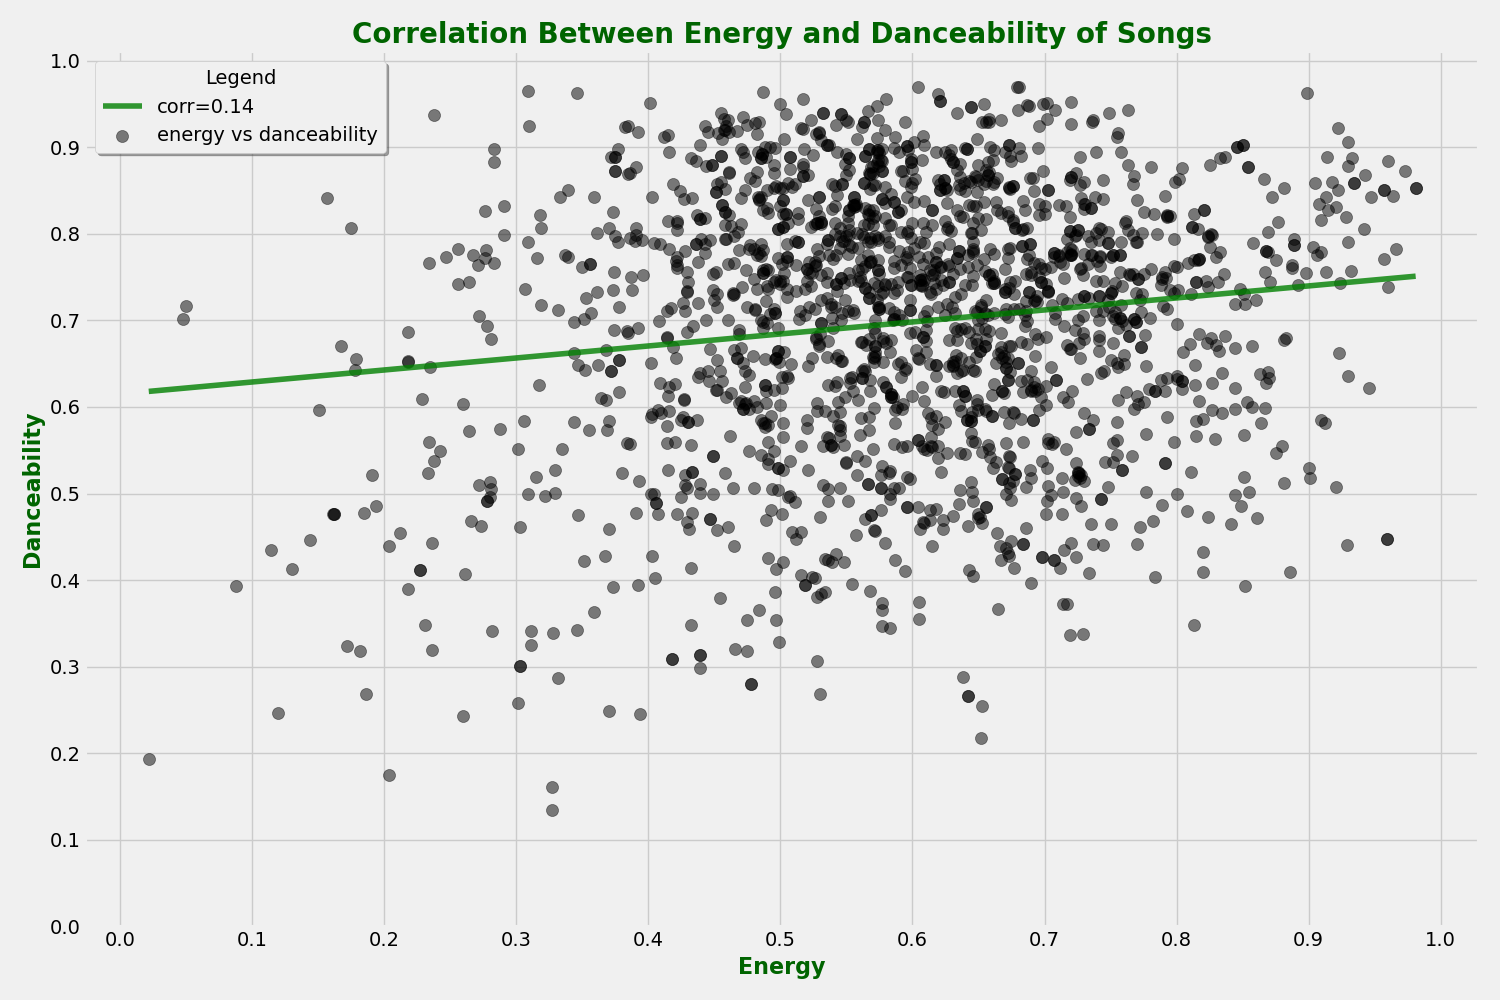 Correlation Between Energy and Danceability of Songs
Legend
corr=0.14
energy vs danceability
Danceability
1.0
0.9
0.8
0.7
0.6
0.5
0.4
0.3
0.2
0.1
0.0
0.0 0.1 0.2 0.3 0.4 0.5 0.6 0.7 0.8 0.9 1.0
Energy